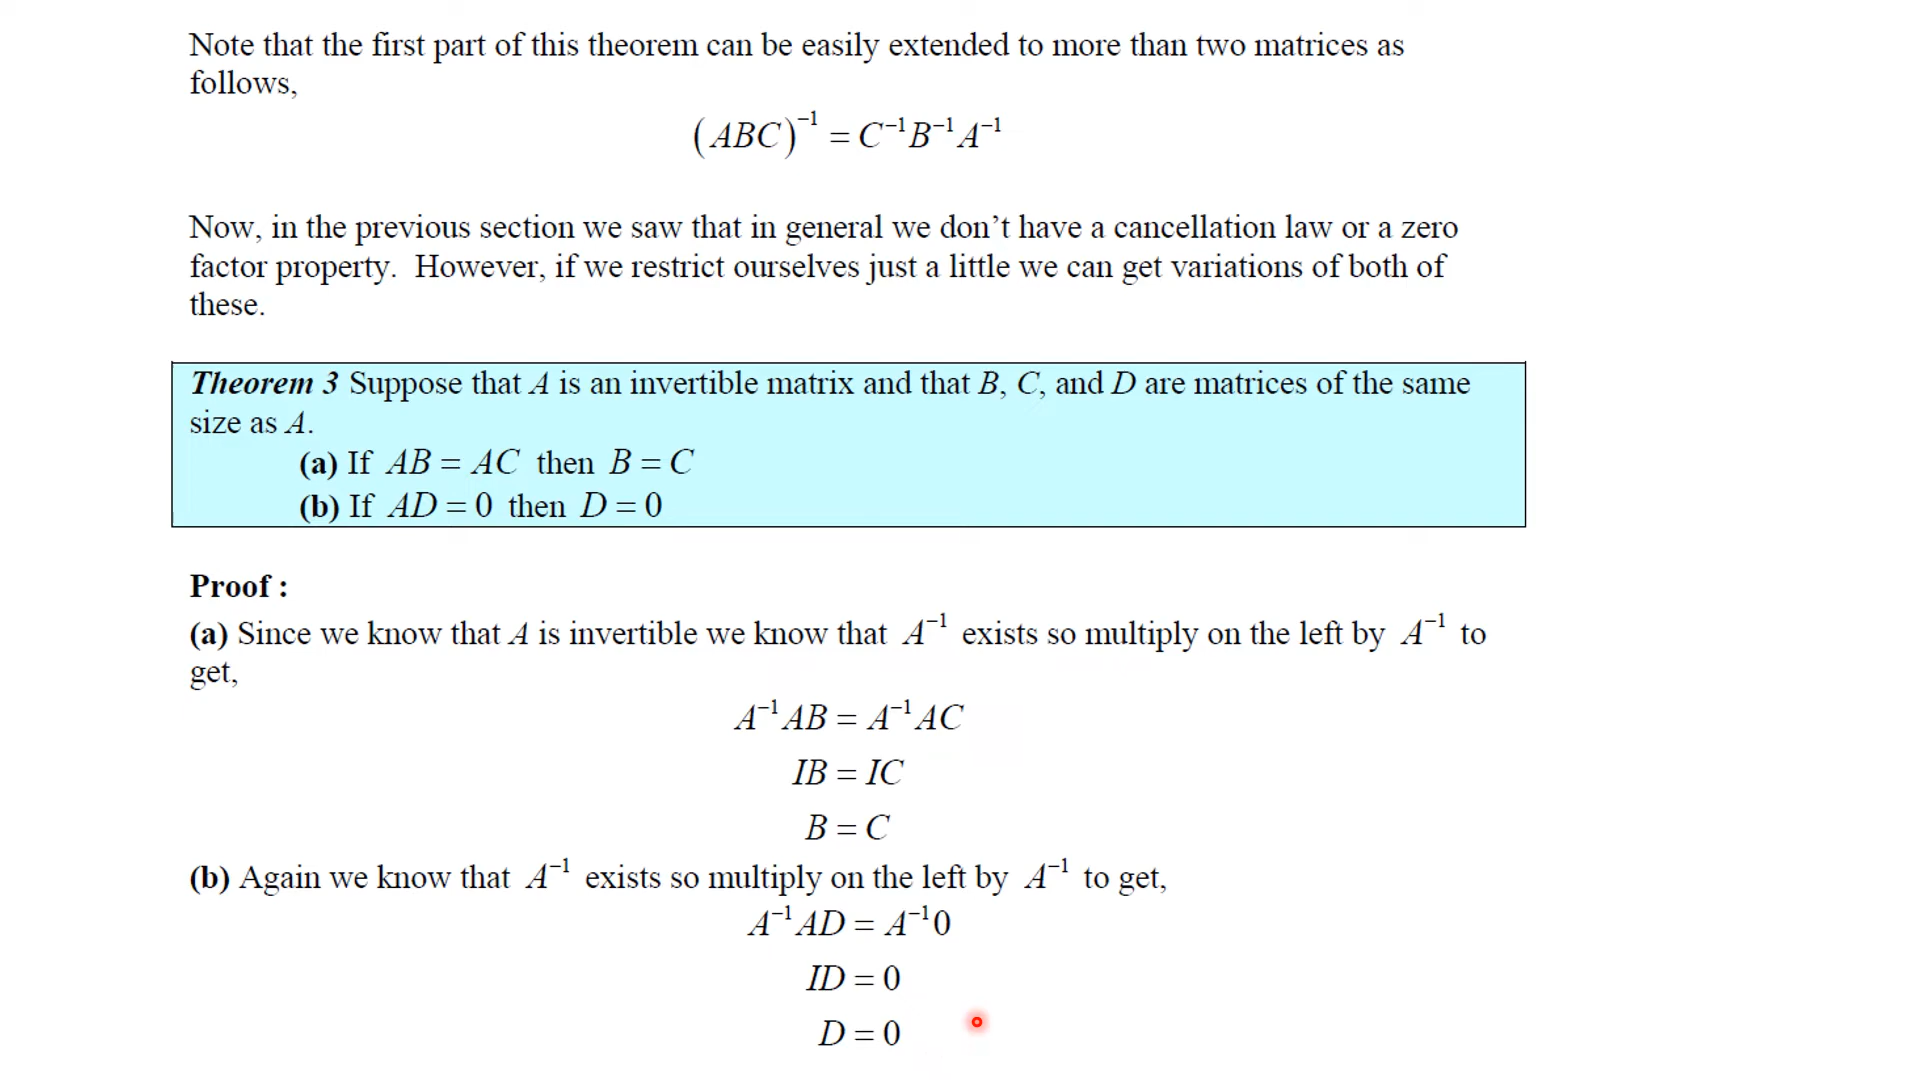 Note that the first part of this theorem can be easily extended to more than two matrices as
follows,
(ABC)⁻¹ = C⁻¹B⁻¹A⁻¹
Now, in the previous section we saw that in general we don’t have a cancellation law or a zero
factor property. However, if we restrict ourselves just a little we can get variations of both of
these.
Theorem 3 Suppose that A is an invertible matrix and that B, C, and D are matrices of the same
size as A.
(a) If AB = AC then B = C
(b) If AD = 0 then D = 0
Proof :
(a) Since we know that A is invertible we know that A⁻¹ exists so multiply on the left by A⁻¹ to
get,
A⁻¹AB = A⁻¹AC
IB = IC
B = C
(b) Again we know that A⁻¹ exists so multiply on the left by A⁻¹ to get,
A⁻¹AD = A⁻¹0
ID = 0
D = 0